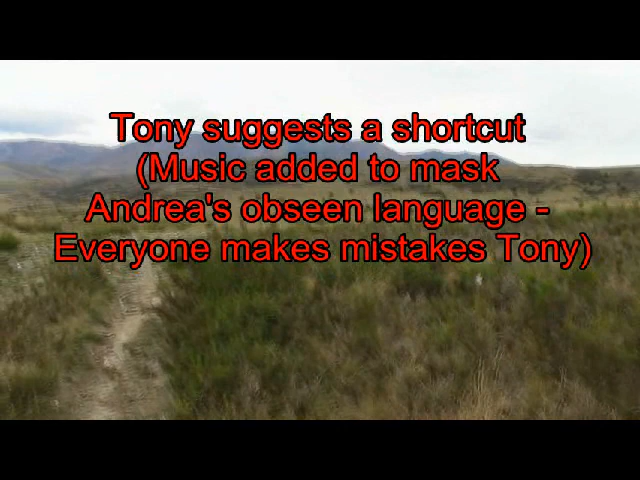 Tony suggests a shortcut
(Music added to mask
Andrea's obseen language -
Everyone makes mistakes Tony)